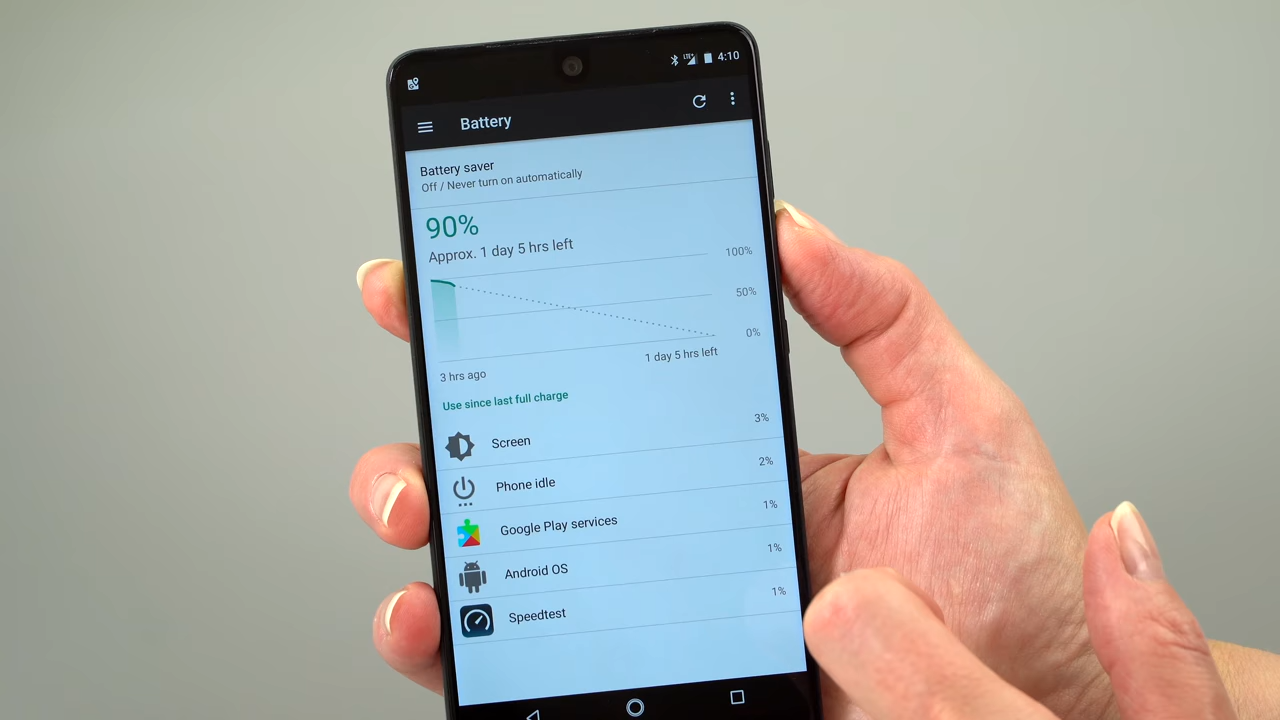 LTE+ 4:10
Battery
Battery saver
Off / Never turn on automatically
90%
Approx. 1 day 5 hrs left
100%
50%
0%
3 hrs ago
1 day 5 hrs left
Use since last full charge
Screen 3%
Phone idle 2%
Google Play services 1%
Android OS 1%
Speedtest 1%